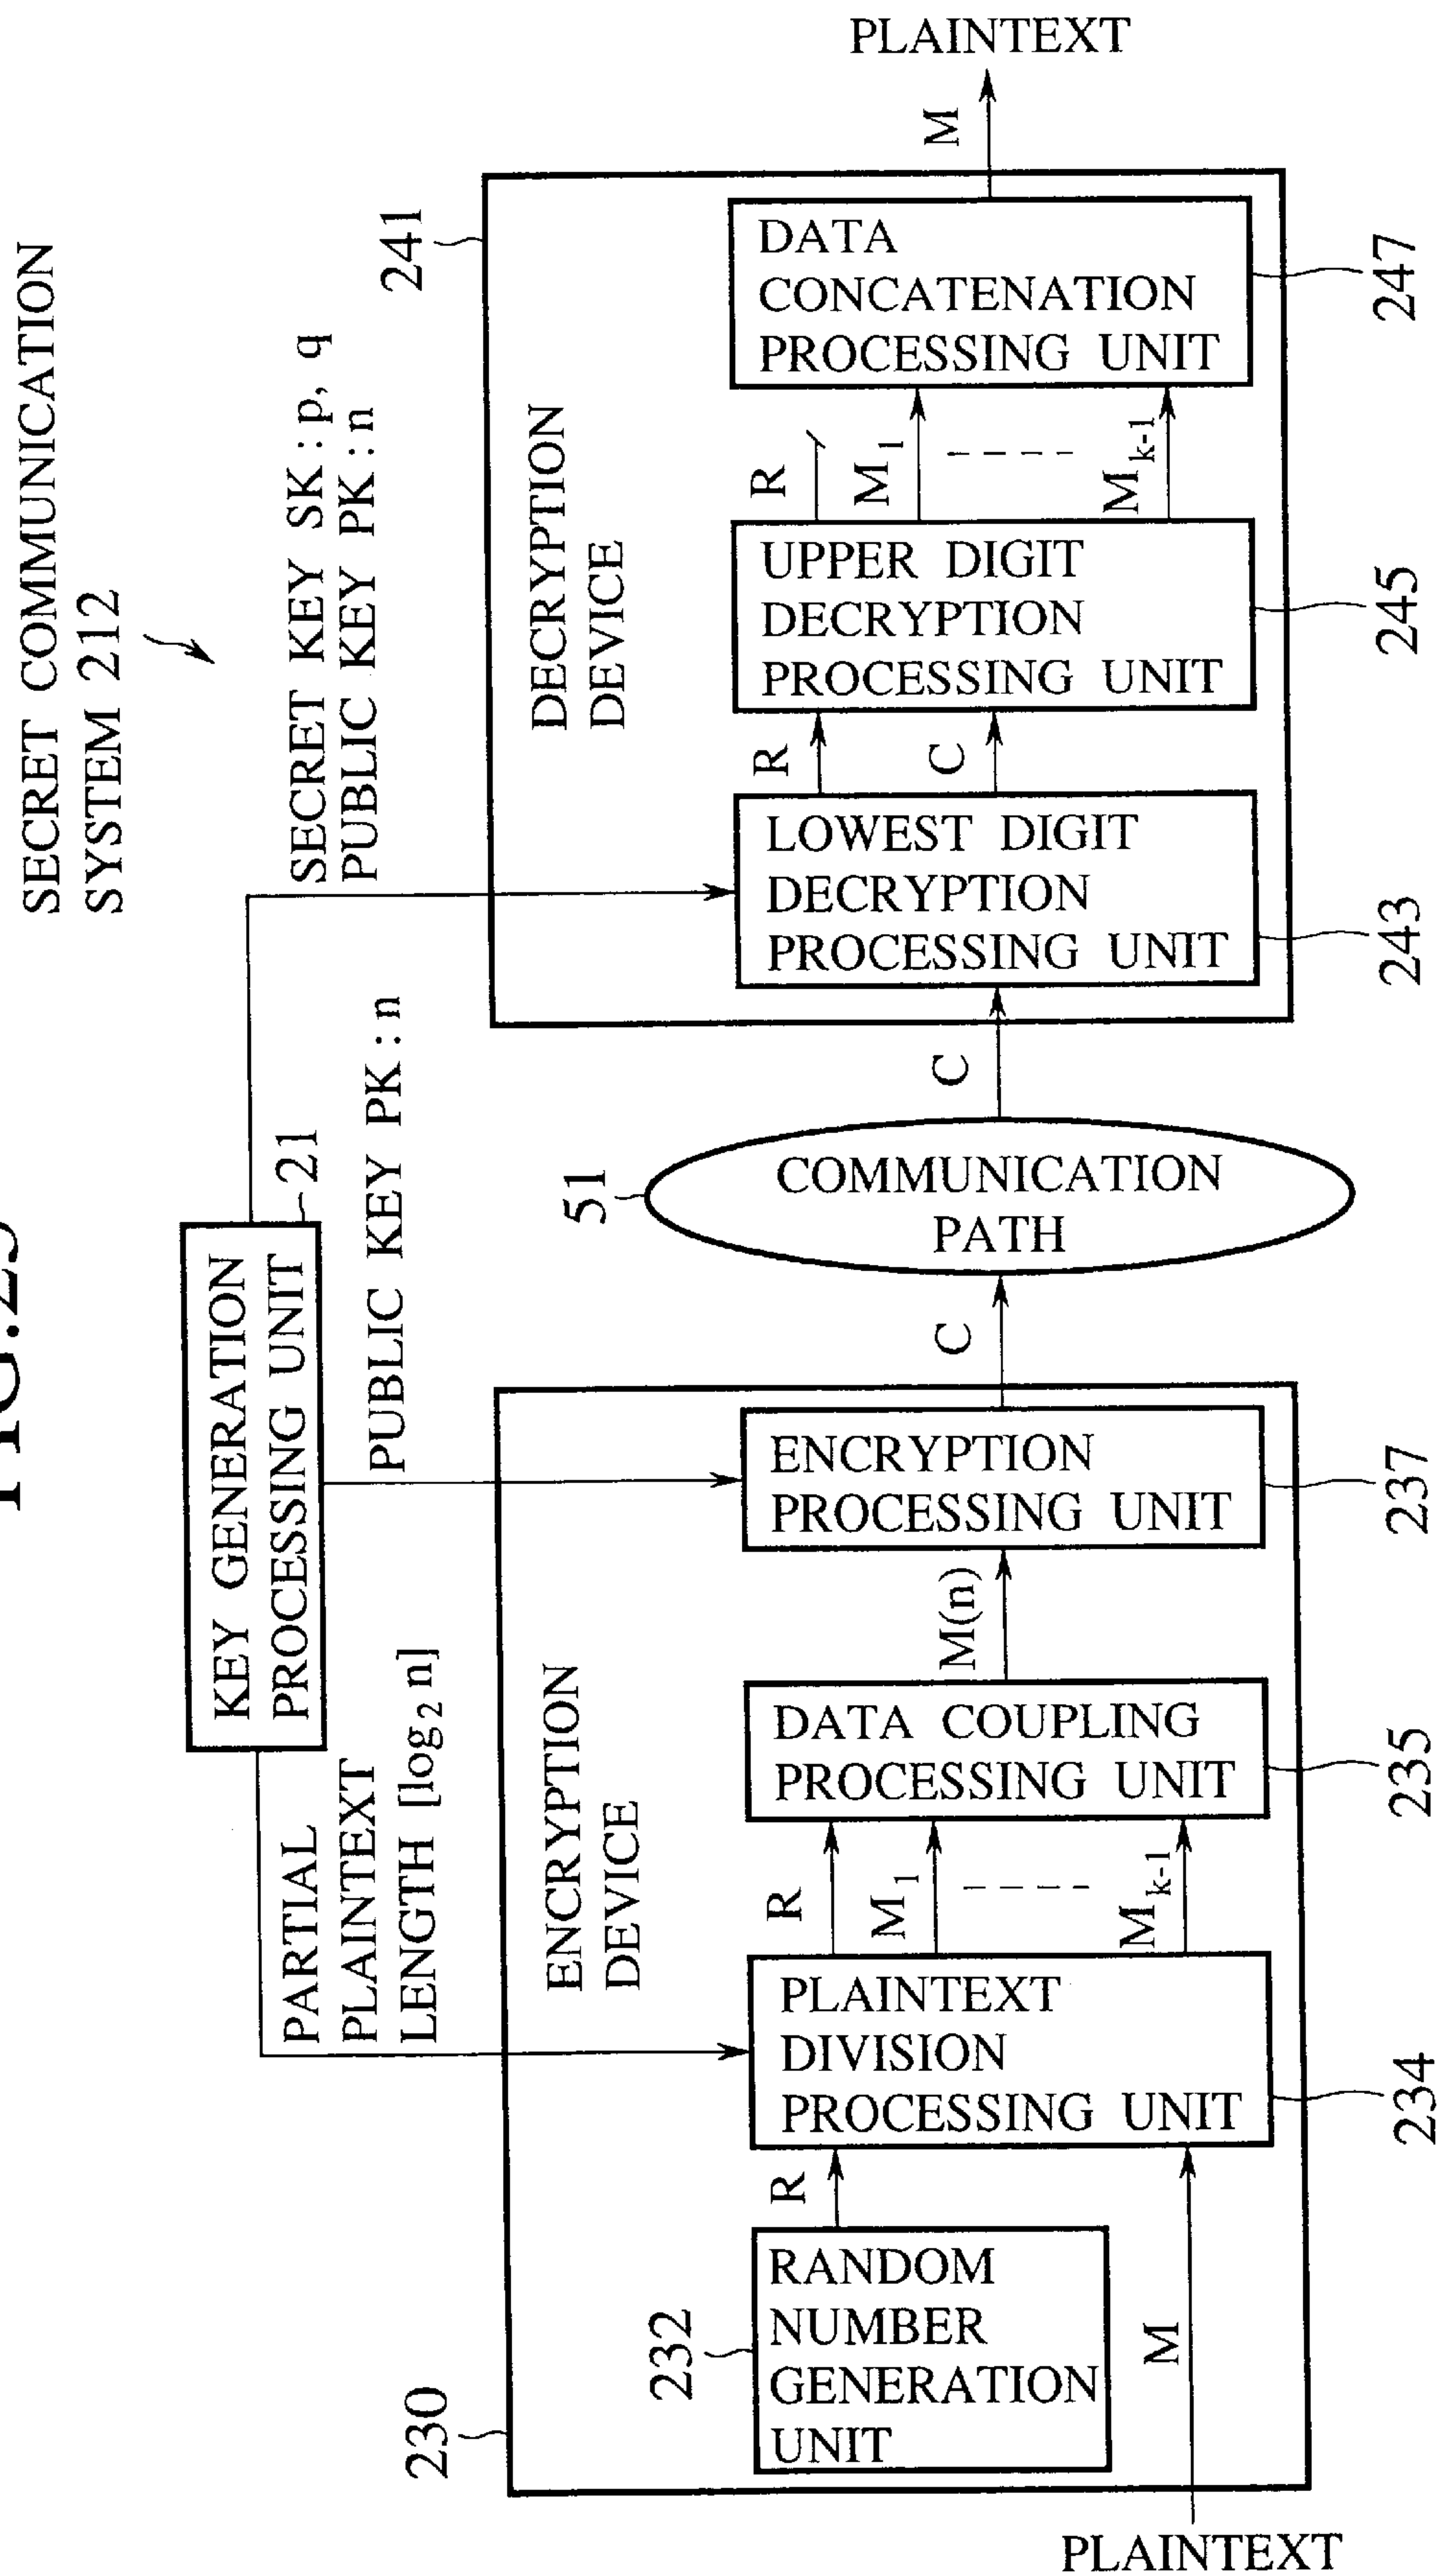 SECRET COMMUNICATION
SYSTEM 212
KEY GENERATION
PROCESSING UNIT
21
PARTIAL
PLAINTEXT
LENGTH [log2 n]
PUBLIC KEY PK : n
SECRET KEY SK : p, q
PUBLIC KEY PK : n
230
ENCRYPTION
DEVICE
232
RANDOM
NUMBER
GENERATION
UNIT
R
PLAINTEXT
M
PLAINTEXT
DIVISION
PROCESSING UNIT
234
R
M1
Mk-1
DATA COUPLING
PROCESSING UNIT
235
M(n)
ENCRYPTION
PROCESSING UNIT
237
C
51
COMMUNICATION
PATH
C
241
DECRYPTION
DEVICE
LOWEST DIGIT
DECRYPTION
PROCESSING UNIT
243
R
C
UPPER DIGIT
DECRYPTION
PROCESSING UNIT
245
R
M1
Mk-1
DATA
CONCATENATION
PROCESSING UNIT
247
M
PLAINTEXT